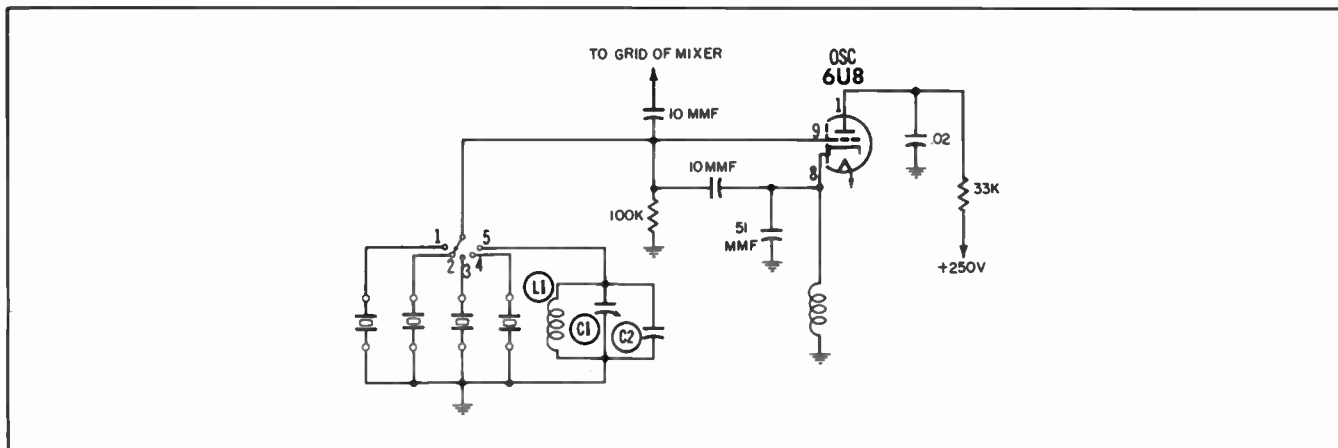 TO GRID OF MIXER
OSC
6U8
1
10 MMF
9
.02
10 MMF
8
33K
100K
51
MMF
1
5
2
3
4
+250V
L1
C1
C2